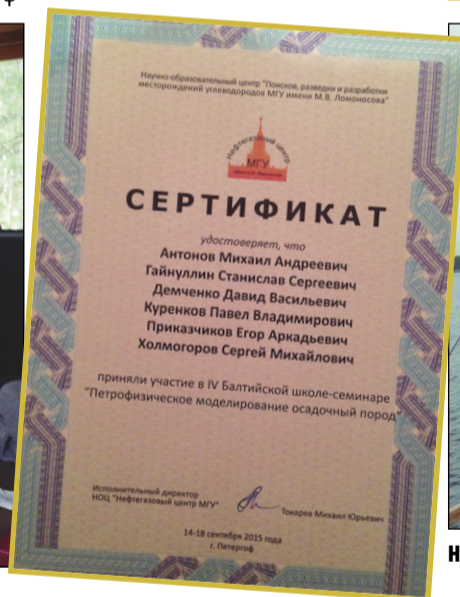 Научно-образовательный центр "Поисков, разведки и разработки
месторождений углеводородов МГУ имени М.В. Ломоносова"
Нефтегазовый центр
МГУ
СЕРТИФИКАТ
удостоверяет, что
Антонов Михаил Андреевич
Гайнуллин Станислав Сергеевич
Демченко Давид Васильевич
Куренков Павел Владимирович
Приказчиков Егор Аркадьевич
Холмогоров Сергей Михайлович
приняли участие в IV Балтийской школе-семинаре
"Петрофизическое моделирование осадочный пород"
Исполнительный директор
НОЦ "Нефтегазовый центр МГУ"
Токарев Михаил Юрьевич
14-18 сентября 2015 года
г. Петергоф